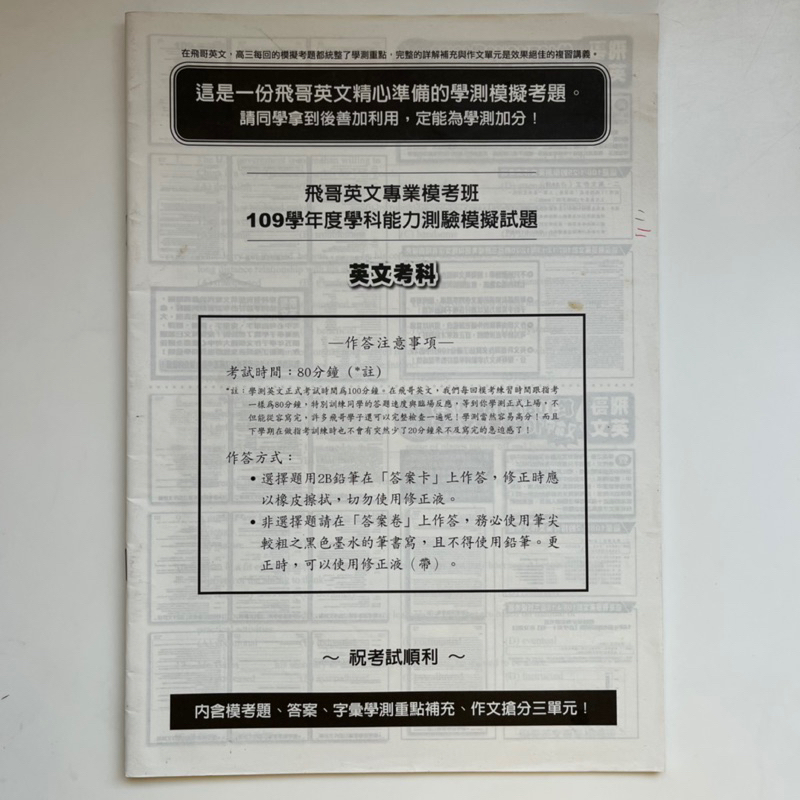 在飛哥英文，高三每回的模擬考題都統整了學測重點，完整的詳解補充與作文單元是效果絕佳的複習講義。
這是一份飛哥英文精心準備的學測模擬考題。
請同學拿到後善加利用，定能為學測加分！
飛哥英文專業模考班
109學年度學科能力測驗模擬試題
英文考科
—作答注意事項—
考試時間：80分鐘（*註）
*註：學測英文正式考試時間為100分鐘。在飛哥英文，我們每回模考練習時間跟指考
一樣為80分鐘，特別訓練同學的答題速度與臨場反應，等到你學測正式上場，不
但能從容寫完，許多飛哥學子還可以完整檢查一遍呢！學測當然容易高分！而且
下學期在做指考訓練時也不會有突然少了20分鐘來不及寫完的急迫感了！
作答方式：
•選擇題用2B鉛筆在「答案卡」上作答，修正時應
以橡皮擦拭，切勿使用修正液。
•非選擇題請在「答案卷」上作答，務必使用筆尖
較粗之黑色墨水的筆書寫，且不得使用鉛筆。更
正時，可以使用修正液（帶）。
～ 祝考試順利 ～
內含模考題、答案、字彙學測重點補充、作文搶分三單元！